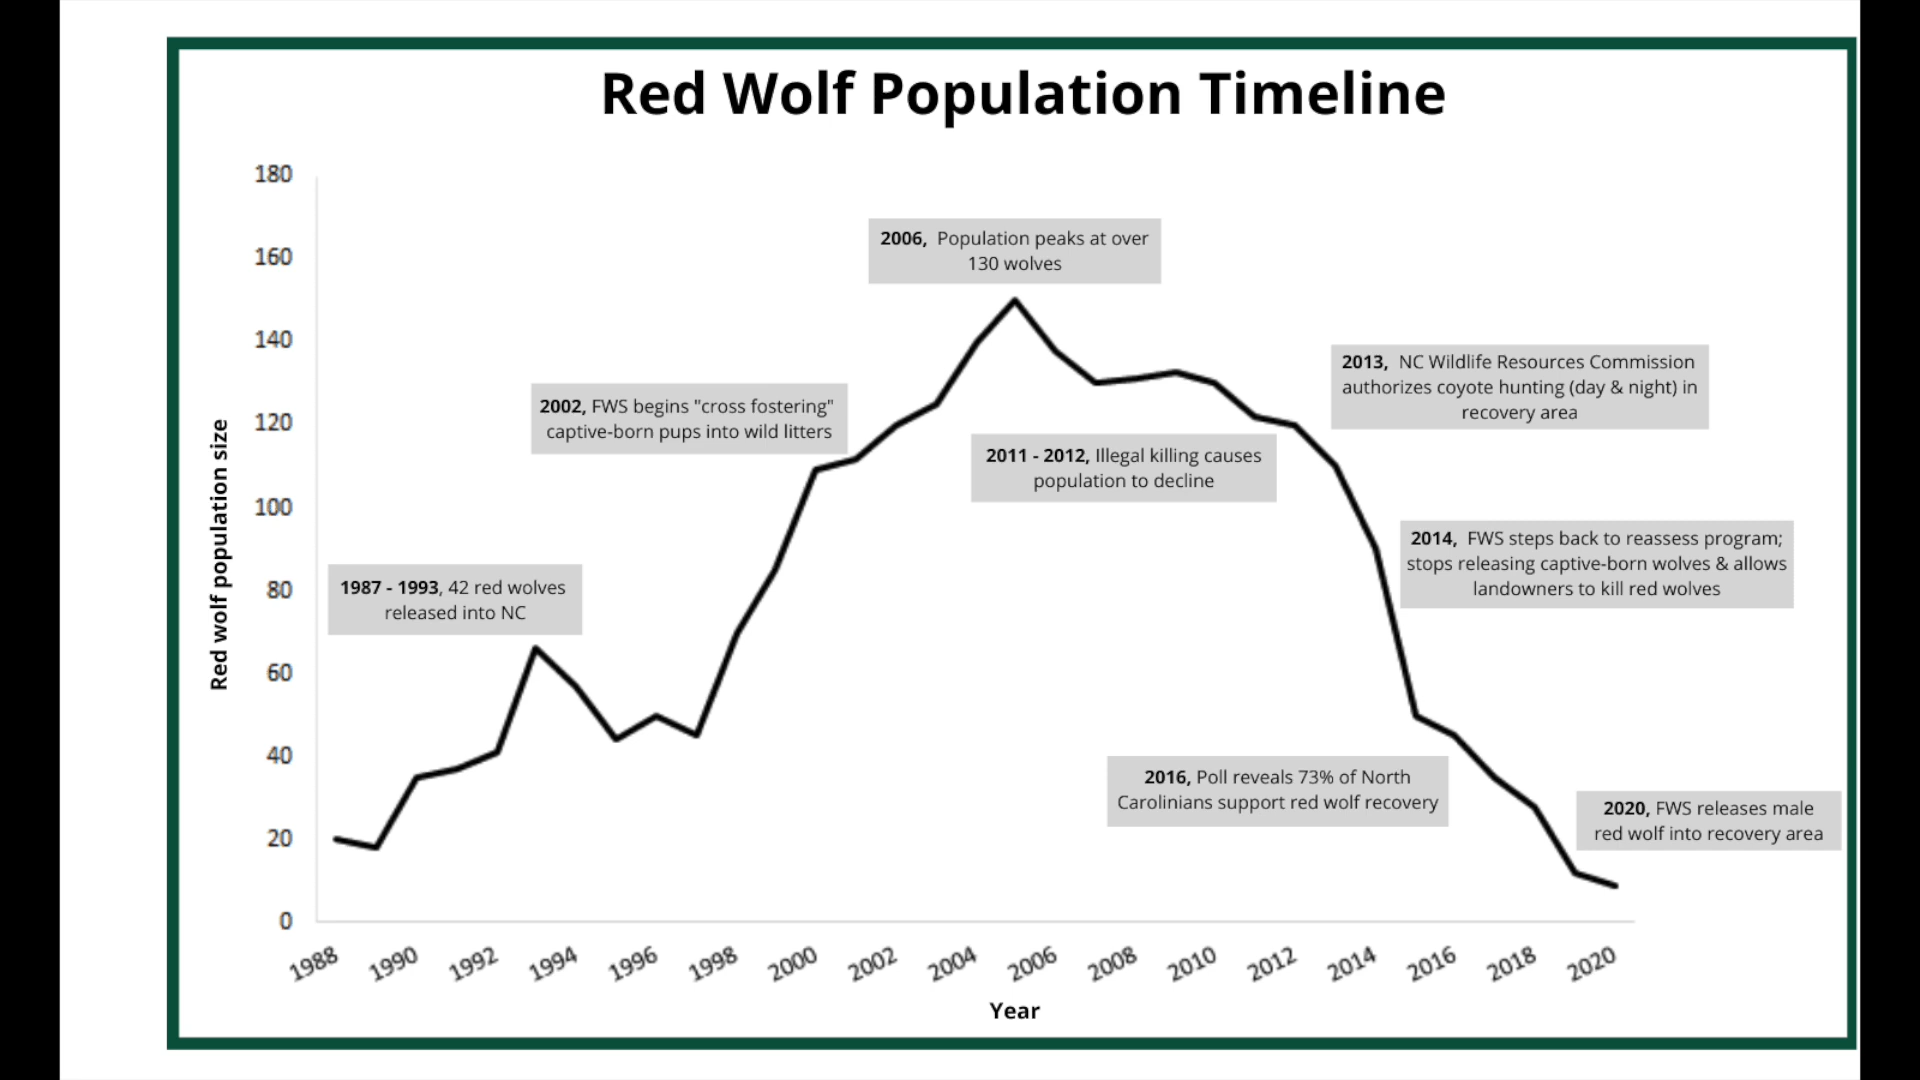 Red Wolf Population Timeline
180
160
140
120
100
80
60
40
20
0
Red wolf population size
2006, Population peaks at over
130 wolves
2013, NC Wildlife Resources Commission
authorizes coyote hunting (day & night) in
recovery area
2002, FWS begins "cross fostering"
captive-born pups into wild litters
2011 - 2012, Illegal killing causes
population to decline
2014, FWS steps back to reassess program;
stops releasing captive-born wolves & allows
landowners to kill red wolves
1987 - 1993, 42 red wolves
released into NC
2016, Poll reveals 73% of North
Carolinians support red wolf recovery
2020, FWS releases male
red wolf into recovery area
1988 1990 1992 1994 1996 1998 2000 2002 2004 2006 2008 2010 2012 2014 2016 2018 2020
Year